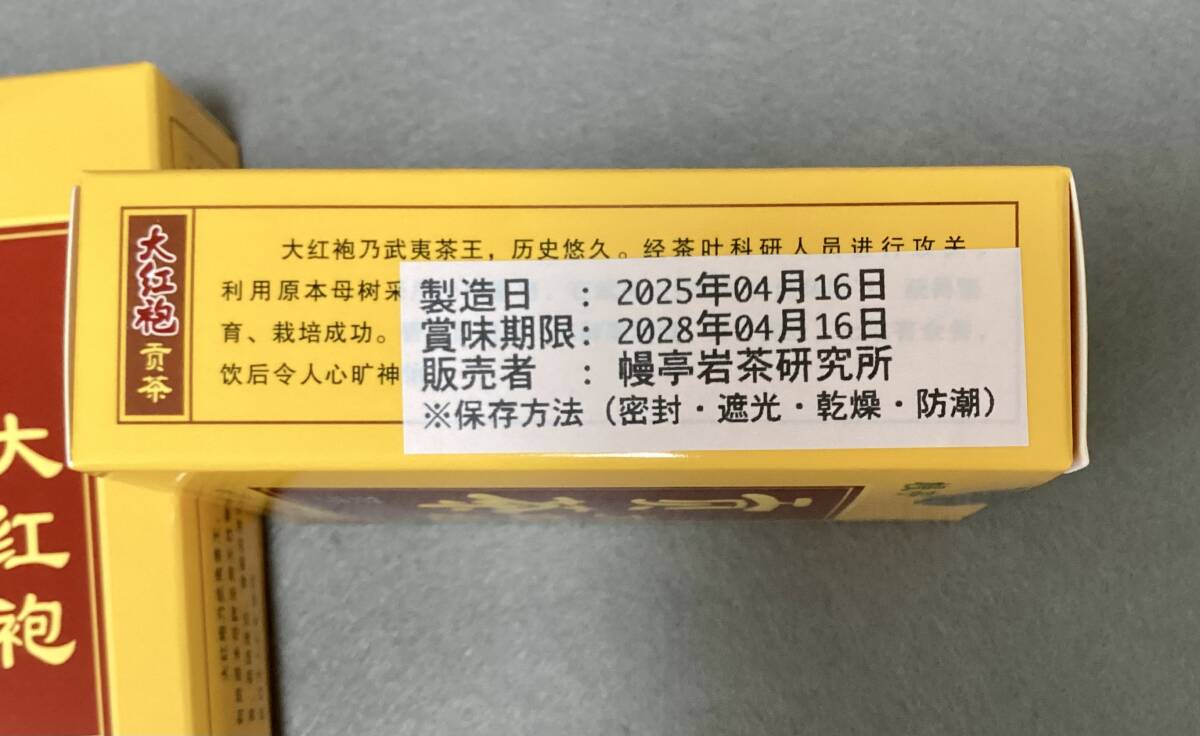 大红袍
贡茶
大红袍乃武夷茶王，历史悠久。经茶叶科研人员进行攻关，
利用原本母树采
育、栽培成功。
饮后令人心旷神
製造日　：2025年04月16日
賞味期限：2028年04月16日
販売者　：幔亭岩茶研究所
※保存方法（密封・遮光・乾燥・防潮）
贡茶
大红袍